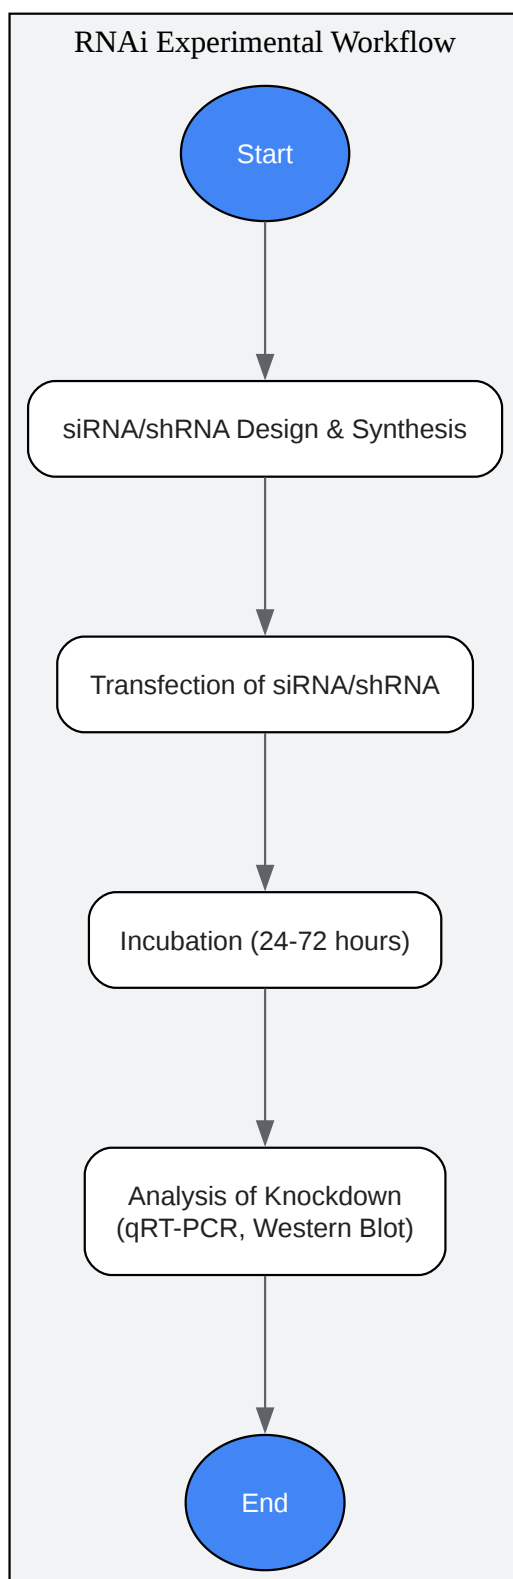 RNAi Experimental Workflow
Start
siRNA/shRNA Design & Synthesis
Transfection of siRNA/shRNA
Incubation (24-72 hours)
Analysis of Knockdown
(qRT-PCR, Western Blot)
End